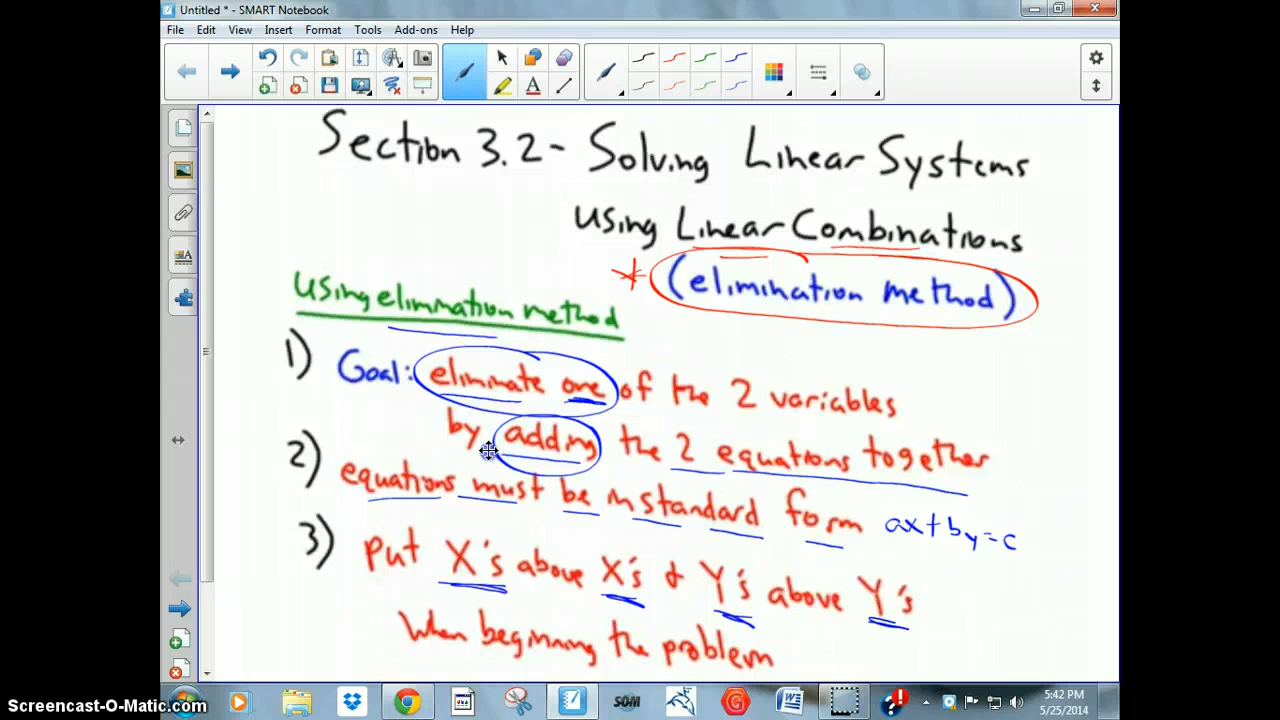 Untitled * - SMART Notebook
File Edit View Insert Format Tools Add-ons Help
Section 3.2 - Solving Linear Systems
Using Linear Combinations
* (elimination method)
Using elimination method
1) Goal: eliminate one of the 2 variables
by adding the 2 equations together
2) equations must be in standard form ax+by=c
3) Put X's above X's & Y's above Y's
When beginning the problem
SOM
5:42 PM
5/25/2014
Screencast-O-Matic.com